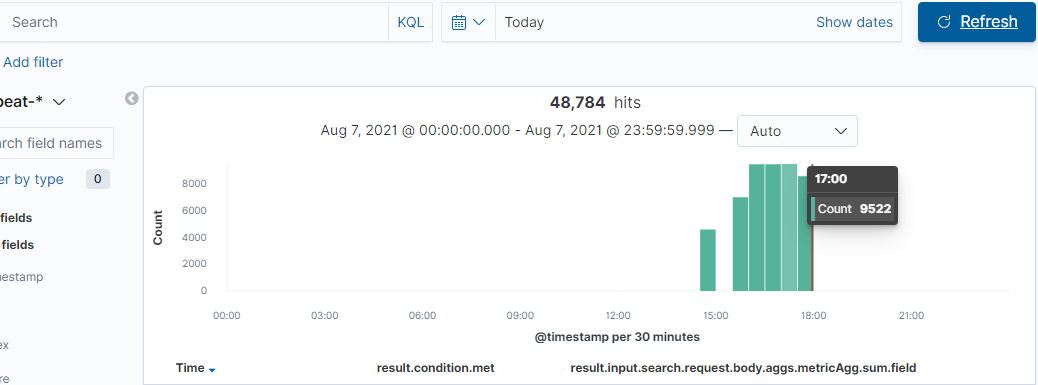 Search KQL Today Show dates Refresh
Add filter
beat-*
48,784 hits
Aug 7, 2021 @ 00:00:00.000 - Aug 7, 2021 @ 23:59:59.999 — Auto
arch field names
er by type 0
fields
fields
nestamp
ex
re
Count
8000
6000
4000
2000
0
17:00
Count 9522
00:00 03:00 06:00 09:00 12:00 15:00 18:00 21:00
@timestamp per 30 minutes
Time result.condition.met result.input.search.request.body.aggs.metricAgg.sum.field